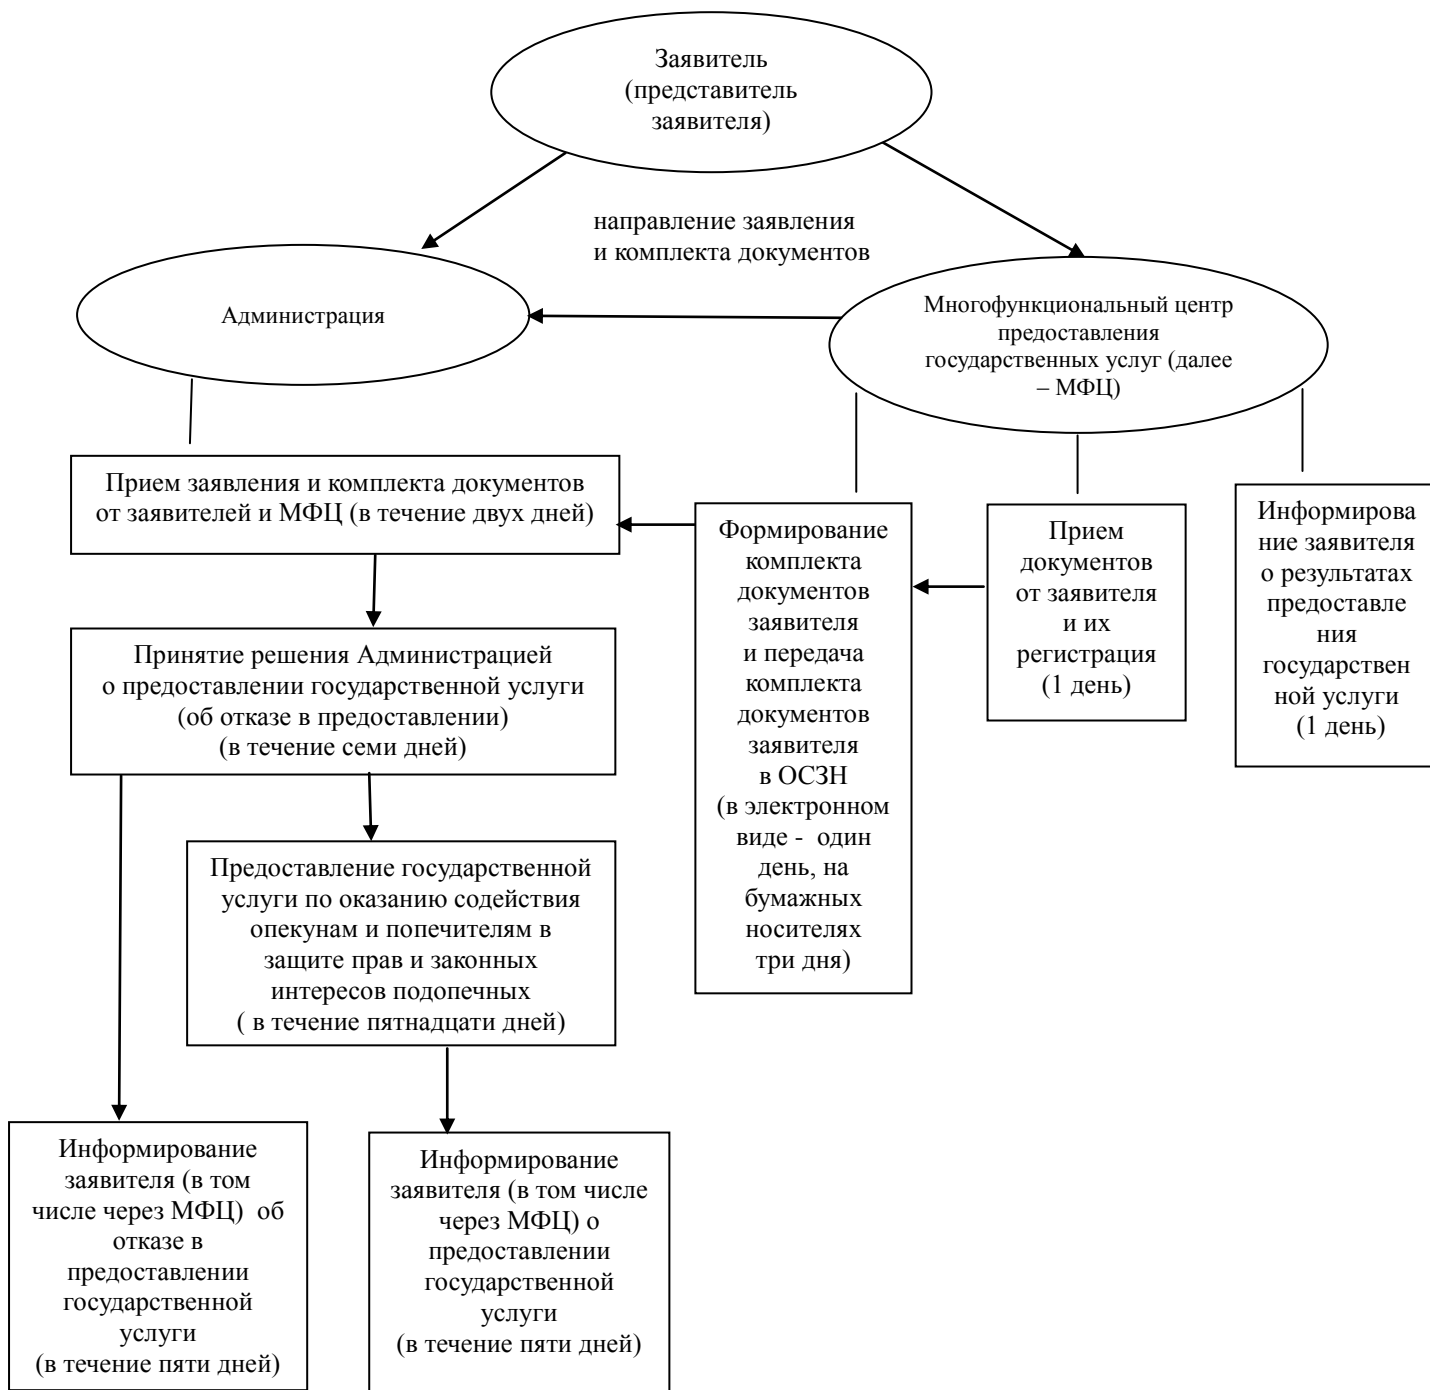 Заявитель
(представитель
заявителя)
направление заявления
и комплекта документов
Администрация
Многофункциональный центр
предоставления
государственных услуг (далее
– МФЦ)
Прием заявления и комплекта документов
от заявителей и МФЦ (в течение двух дней)
Формирование
комплекта
документов
заявителя
и передача
комплекта
документов
заявителя
в ОСЗН
(в электронном
виде - один
день, на
бумажных
носителях
три дня)
Прием
документов
от заявителя
и их
регистрация
(1 день)
Информирова
ние заявителя
о результатах
предоставле
ния
государствен
ной услуги
(1 день)
Принятие решения Администрацией
о предоставлении государственной услуги
(об отказе в предоставлении)
(в течение семи дней)
Предоставление государственной
услуги по оказанию содействия
опекунам и попечителям в
защите прав и законных
интересов подопечных
( в течение пятнадцати дней)
Информирование
заявителя (в том
числе через МФЦ) об
отказе в
предоставлении
государственной
услуги
(в течение пяти дней)
Информирование
заявителя (в том числе
через МФЦ) о
предоставлении
государственной
услуги
(в течение пяти дней)